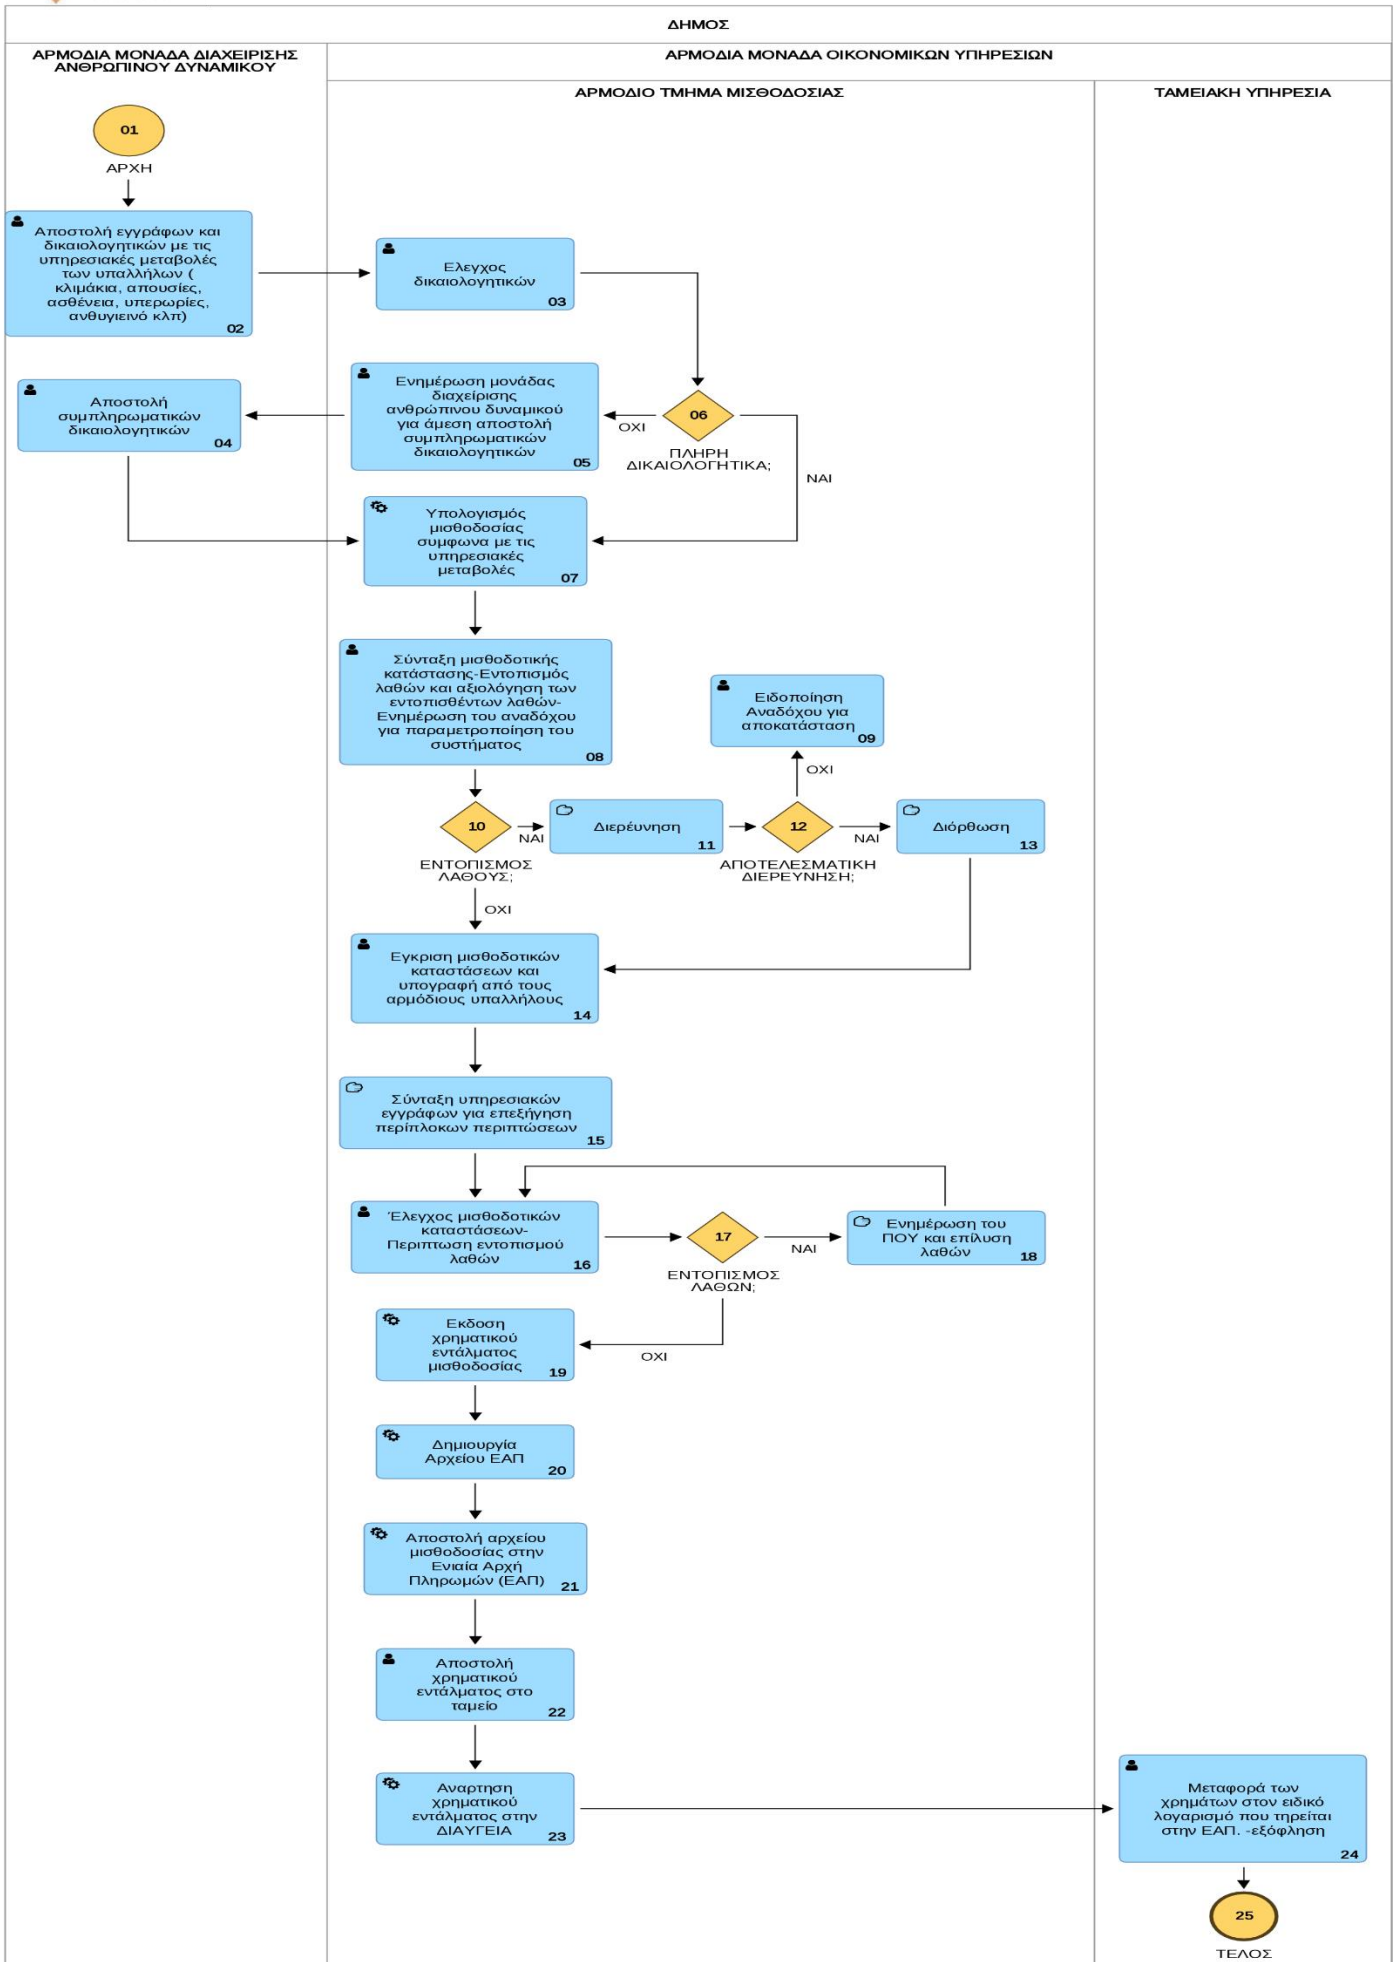 ΔΗΜΟΣ
ΑΡΜΟΔΙΑ ΜΟΝΑΔΑ ΔΙΑΧΕΙΡΙΣΗΣ
ΑΝΘΡΩΠΙΝΟΥ ΔΥΝΑΜΙΚΟΥ
ΑΡΜΟΔΙΑ ΜΟΝΑΔΑ ΟΙΚΟΝΟΜΙΚΩΝ ΥΠΗΡΕΣΙΩΝ
ΑΡΜΟΔΙΟ ΤΜΗΜΑ ΜΙΣΘΟΔΟΣΙΑΣ
ΤΑΜΕΙΑΚΗ ΥΠΗΡΕΣΙΑ
01
ΑΡΧΗ
Αποστολή εγγράφων και
δικαιολογητικών με τις
υπηρεσιακές μεταβολές
των υπαλλήλων (
κλιμάκια, απουσίες,
ασθένεια, υπερωρίες,
ανθυγιεινό κλπ)
02
Ελεγχος
δικαιολογητικών
03
Αποστολή
συμπληρωματικών
δικαιολογητικών
04
Ενημέρωση μονάδας
διαχείρισης
ανθρώπινου δυναμικού
για άμεση αποστολή
συμπληρωματικών
δικαιολογητικών
05
ΟΧΙ
06
ΠΛΗΡΗ
ΔΙΚΑΙΟΛΟΓΗΤΙΚΑ;
ΝΑΙ
Υπολογισμός
μισθοδοσίας
συμφωνα με τις
υπηρεσιακές
μεταβολές
07
Σύνταξη μισθοδοτικής
κατάστασης-Εντοπισμός
λαθών και αξιολόγηση των
εντοπισθέντων λαθών-
Ενημέρωση του αναδόχου
για παραμετροποίηση του
συστήματος
08
Ειδοποίηση
Αναδόχου για
αποκατάσταση
09
ΟΧΙ
10
ΝΑΙ
ΕΝΤΟΠΙΣΜΟΣ
ΛΑΘΟΥΣ;
Διερέυνηση
11
12
ΝΑΙ
ΑΠΟΤΕΛΕΣΜΑΤΙΚΗ
ΔΙΕΡΕΥΝΗΣΗ;
Διόρθωση
13
ΟΧΙ
Εγκριση μισθοδοτικών
καταστάσεων και
υπογραφή από τους
αρμόδιους υπαλλήλους
14
Σύνταξη υπηρεσιακών
εγγράφων για επεξήγηση
περίπλοκων περιπτώσεων
15
Έλεγχος μισθοδοτικών
καταστάσεων-
Περιπτωση εντοπισμού
λαθών
16
17
ΝΑΙ
ΕΝΤΟΠΙΣΜΟΣ
ΛΑΘΩΝ;
Ενημέρωση του
ΠΟΥ και επίλυση
λαθών
18
ΟΧΙ
Εκδοση
χρηματικού
εντάλματος
μισθοδοσίας
19
Δημιουργία
Αρχείου ΕΑΠ
20
Αποστολή αρχείου
μισθοδοσίας στην
Ενιαία Αρχή
Πληρωμών (ΕΑΠ)
21
Αποστολή
χρηματικού
εντάλματος στο
ταμείο
22
Αναρτηση
χρηματικού
εντάλματος στην
ΔΙΑΥΓΕΙΑ
23
Μεταφορά των
χρημάτων στον ειδικό
λογαρισμό που τηρείται
στην ΕΑΠ. -εξόφληση
24
25
ΤΕΛΟΣ